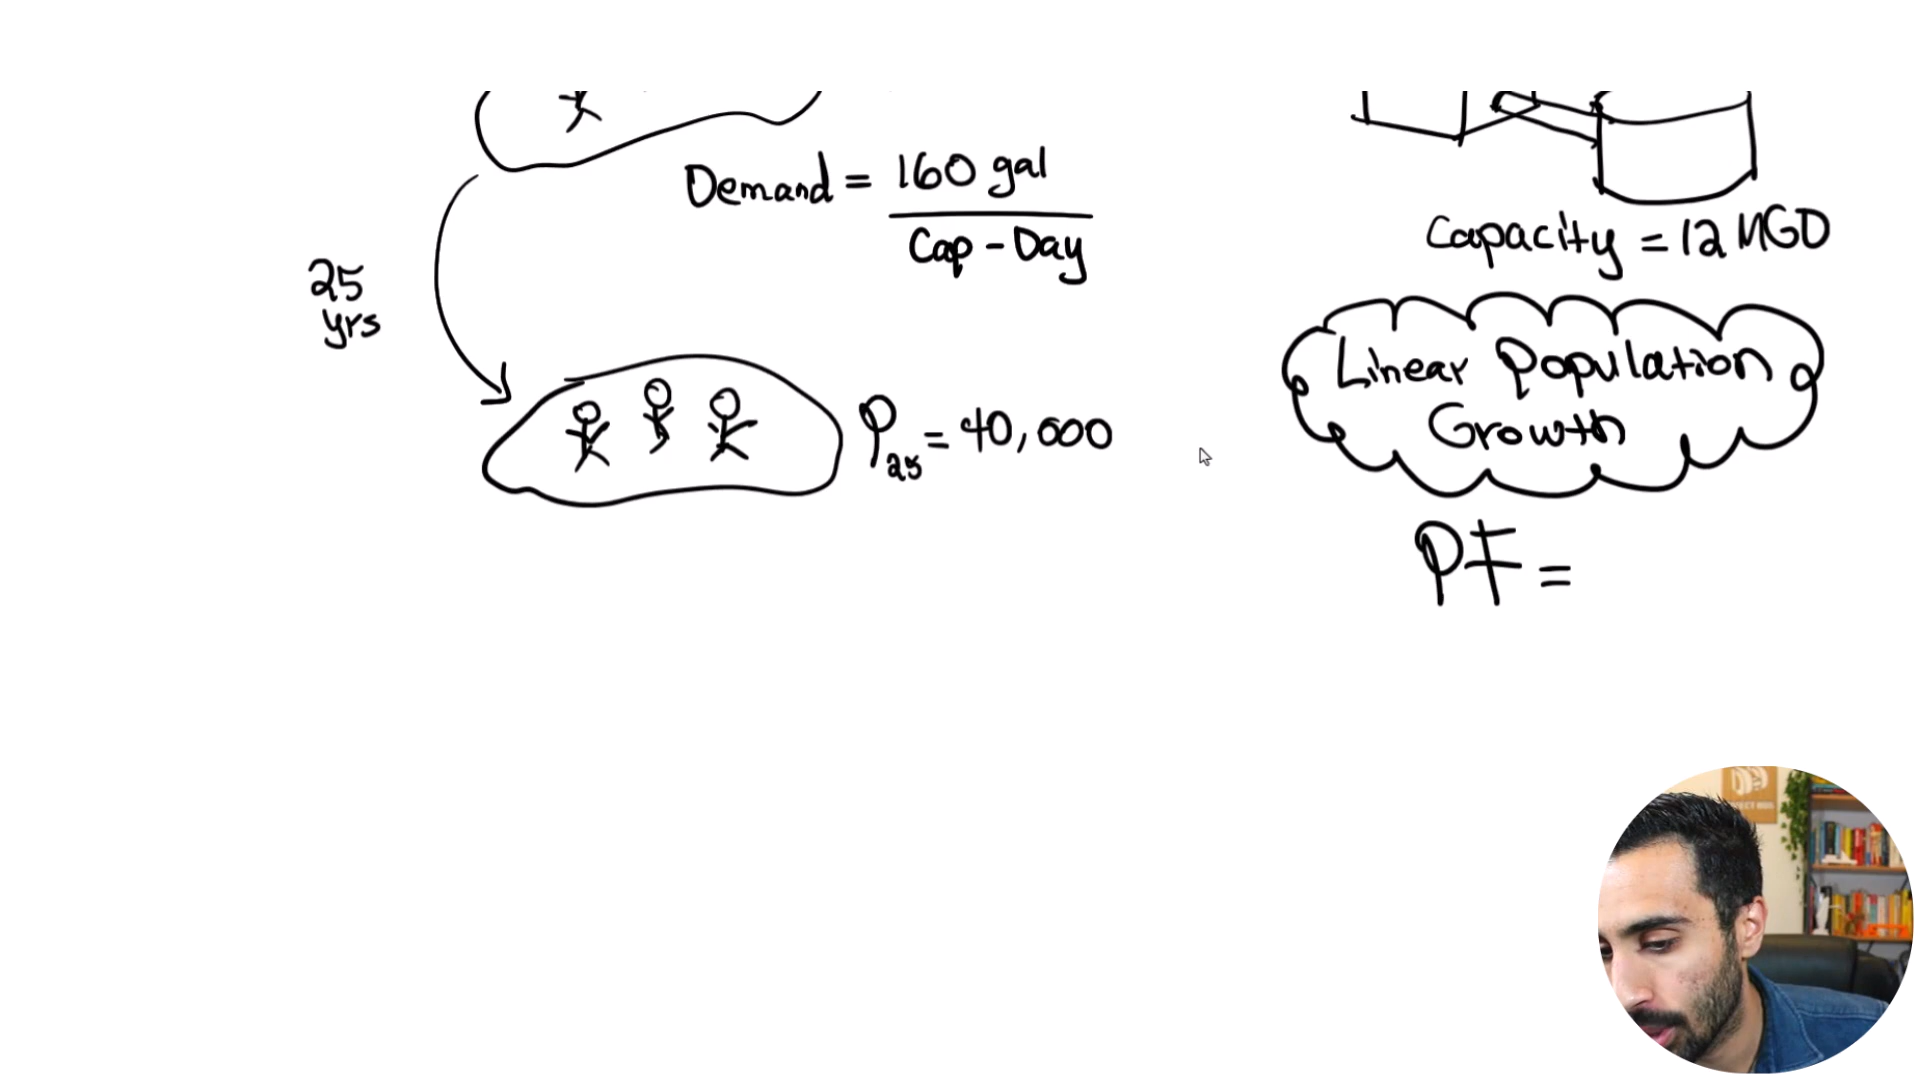 Demand = 160 gal
Cap - Day
Capacity = 12 MGD
25
yrs
Linear Population
Growth
P25 = 40,000
PF =